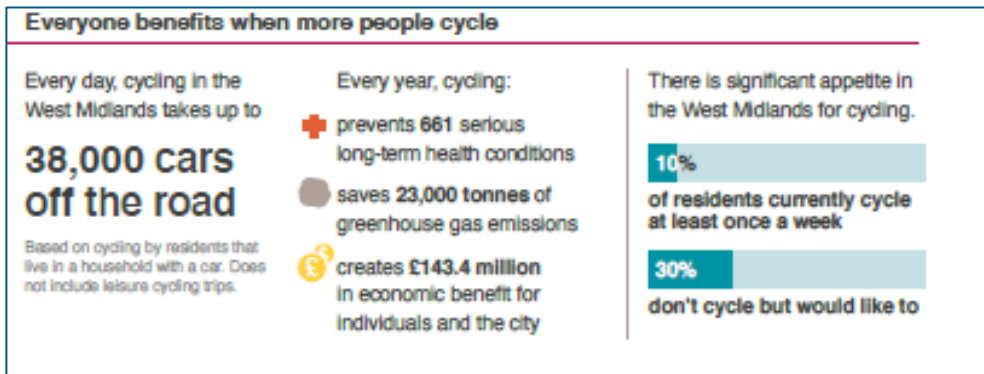 Everyone benefits when more people cycle
Every day, cycling in the
West Midlands takes up to
38,000 cars
off the road
Based on cycling by residents that
live in a household with a car. Does
not include leisure cycling trips.
Every year, cycling:
prevents 661 serious
long-term health conditions
saves 23,000 tonnes of
greenhouse gas emissions
££
creates £143.4 million
in economic benefit for
individuals and the city
There is significant appetite in
the West Midlands for cycling.
10%
of residents currently cycle
at least once a week
30%
don't cycle but would like to